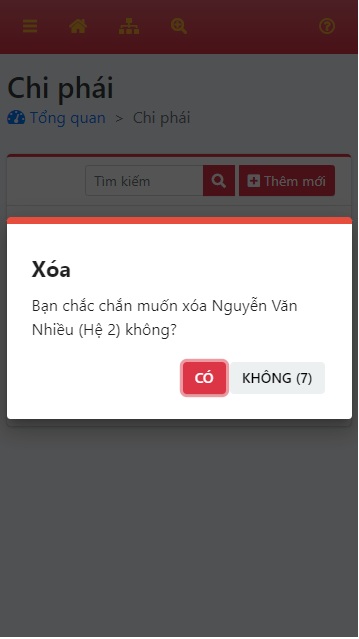 Chi phái
Tổng quan > Chi phái
Tìm kiếm Thêm mới
Xóa
Bạn chắc chắn muốn xóa Nguyễn Văn
Nhiều (Hệ 2) không?
CÓ KHÔNG (7)